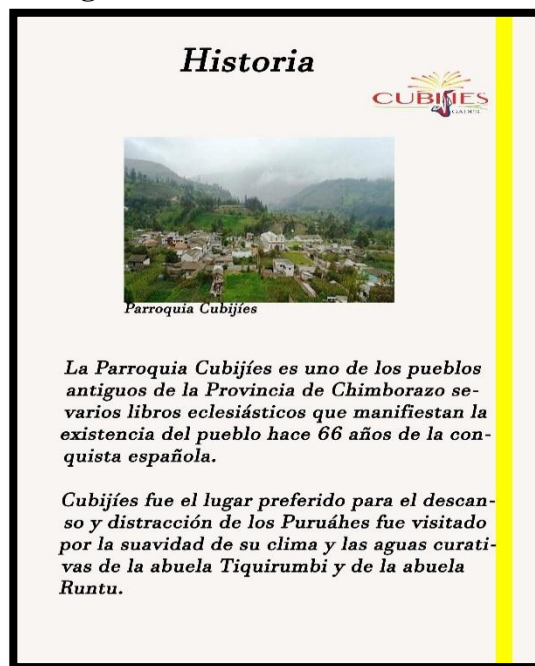 Historia
CUBIJIES
Parroquia Cubijíes
La Parroquia Cubijíes es uno de los pueblos
antiguos de la Provincia de Chimborazo se-
varios libros eclesiásticos que manifiestan la
existencia del pueblo hace 66 años de la con-
quista española.
Cubijíes fue el lugar preferido para el descan-
so y distracción de los Puruáhes fue visitado
por la suavidad de su clima y las aguas curati-
vas de la abuela Tiquirumbi y de la abuela
Runtu.